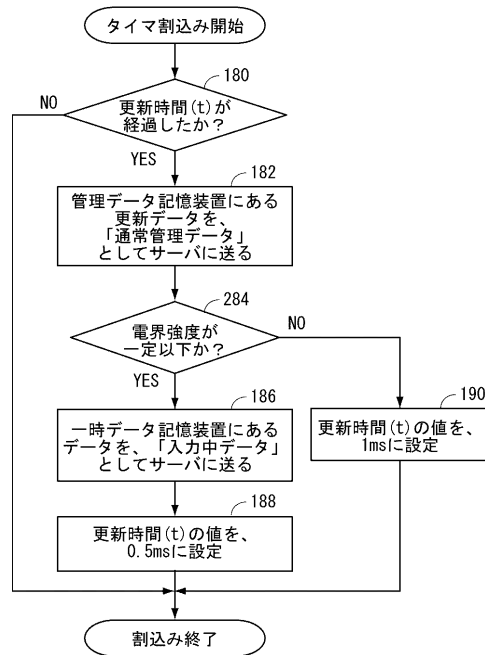 タイマ割込み開始
180
更新時間(t)が
経過したか？
NO
YES
182
管理データ記憶装置にある
更新データを、
「通常管理データ」
としてサーバに送る
284
電界強度が
一定以下か？
NO
YES
186
一時データ記憶装置にある
データを、「入力中データ」
としてサーバに送る
190
更新時間(t)の値を、
1msに設定
188
更新時間(t)の値を、
0.5msに設定
割込み終了